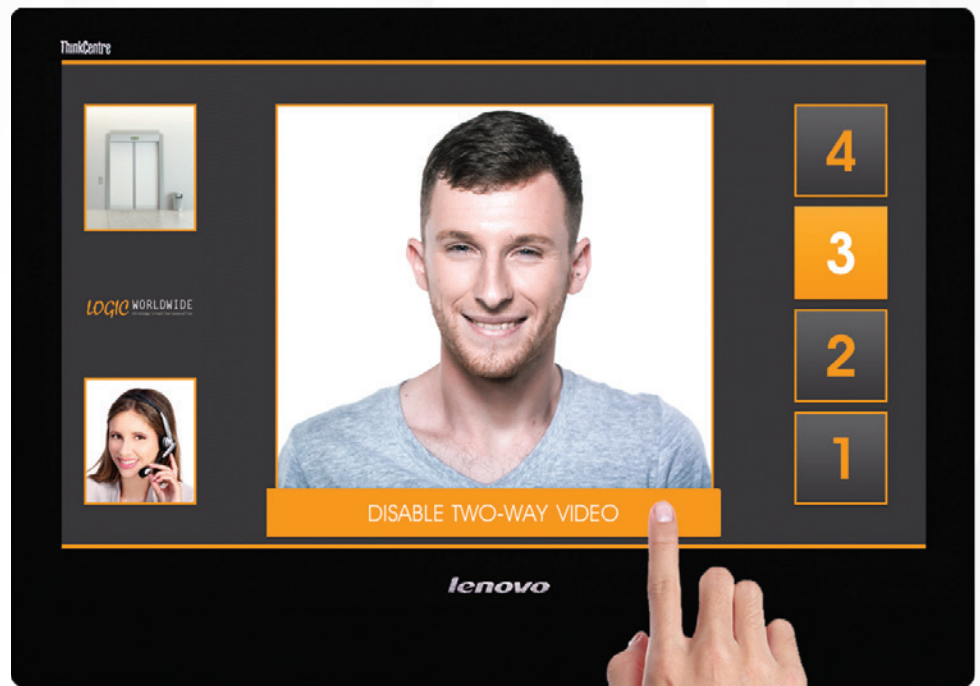 ThinkCentre
LOGIC WORLDWIDE
4
3
2
1
DISABLE TWO-WAY VIDEO
lenovo